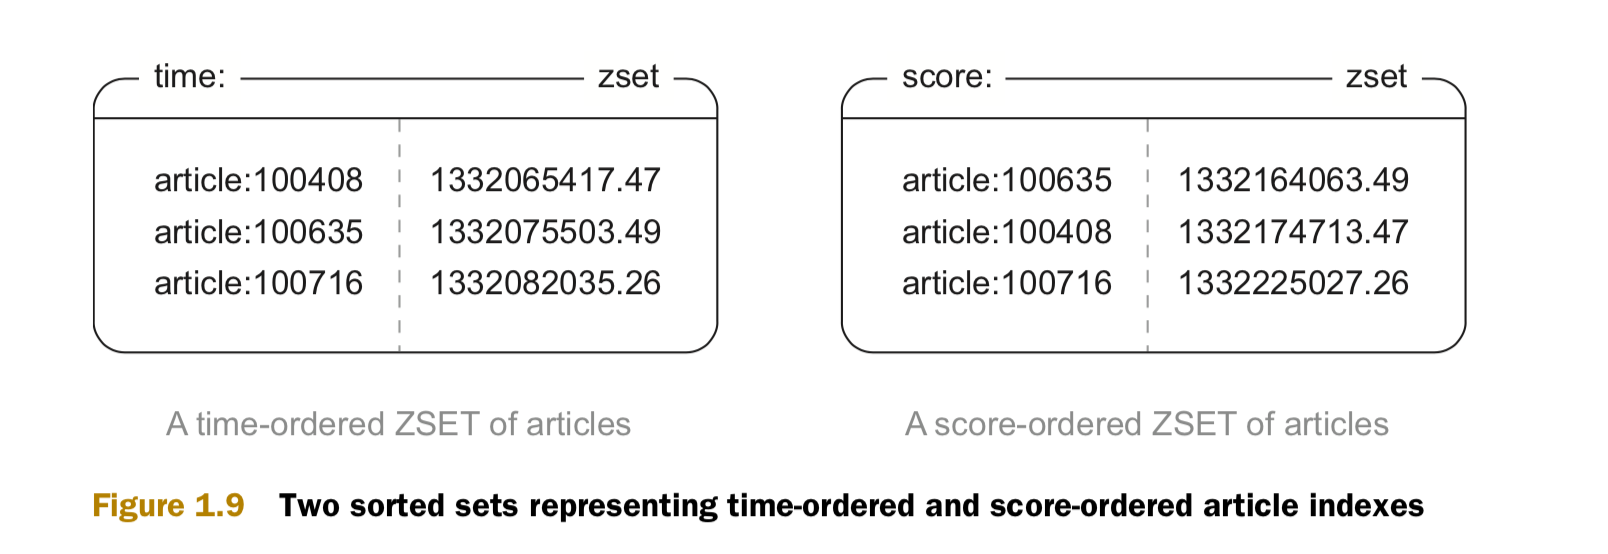 time: zset
article:100408 1332065417.47
article:100635 1332075503.49
article:100716 1332082035.26
A time-ordered ZSET of articles
score: zset
article:100635 1332164063.49
article:100408 1332174713.47
article:100716 1332225027.26
A score-ordered ZSET of articles
Figure 1.9 Two sorted sets representing time-ordered and score-ordered article indexes